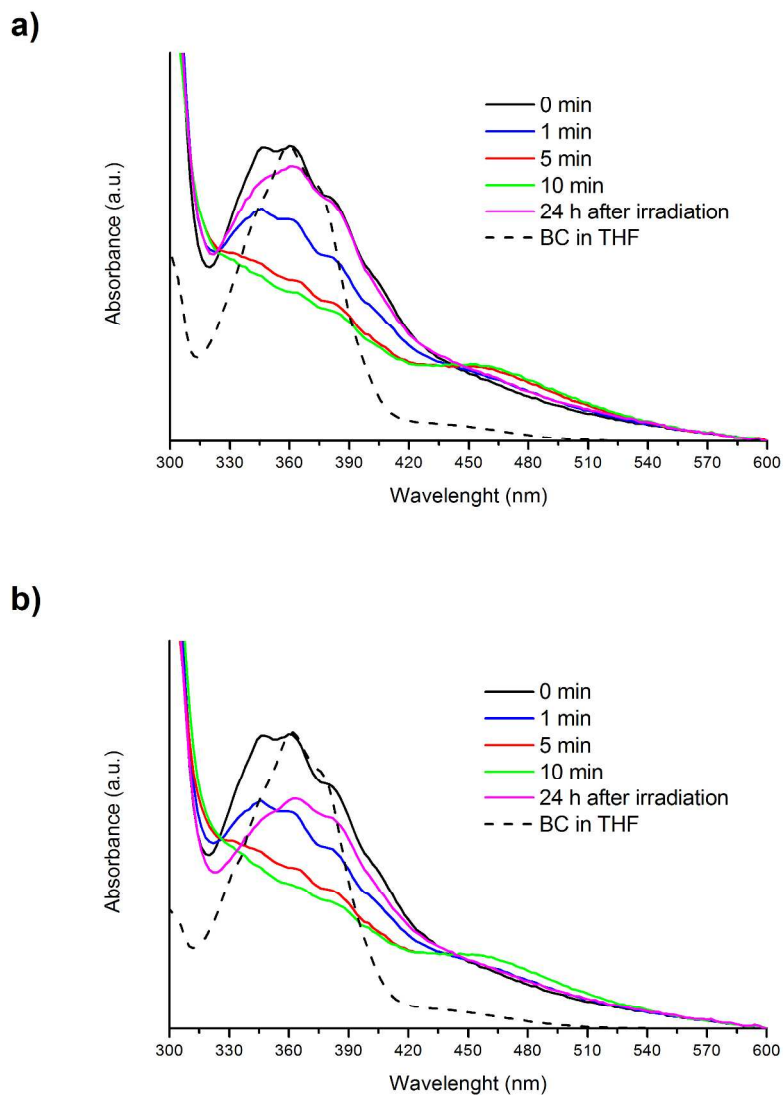 a)
0 min
1 min
5 min
10 min
24 h after irradiation
BC in THF
Absorbance (a.u.)
300 330 360 390 420 450 480 510 540 570 600
Wavelenght (nm)
b)
0 min
1 min
5 min
10 min
24 h after irradiation
BC in THF
Absorbance (a.u.)
300 330 360 390 420 450 480 510 540 570 600
Wavelenght (nm)